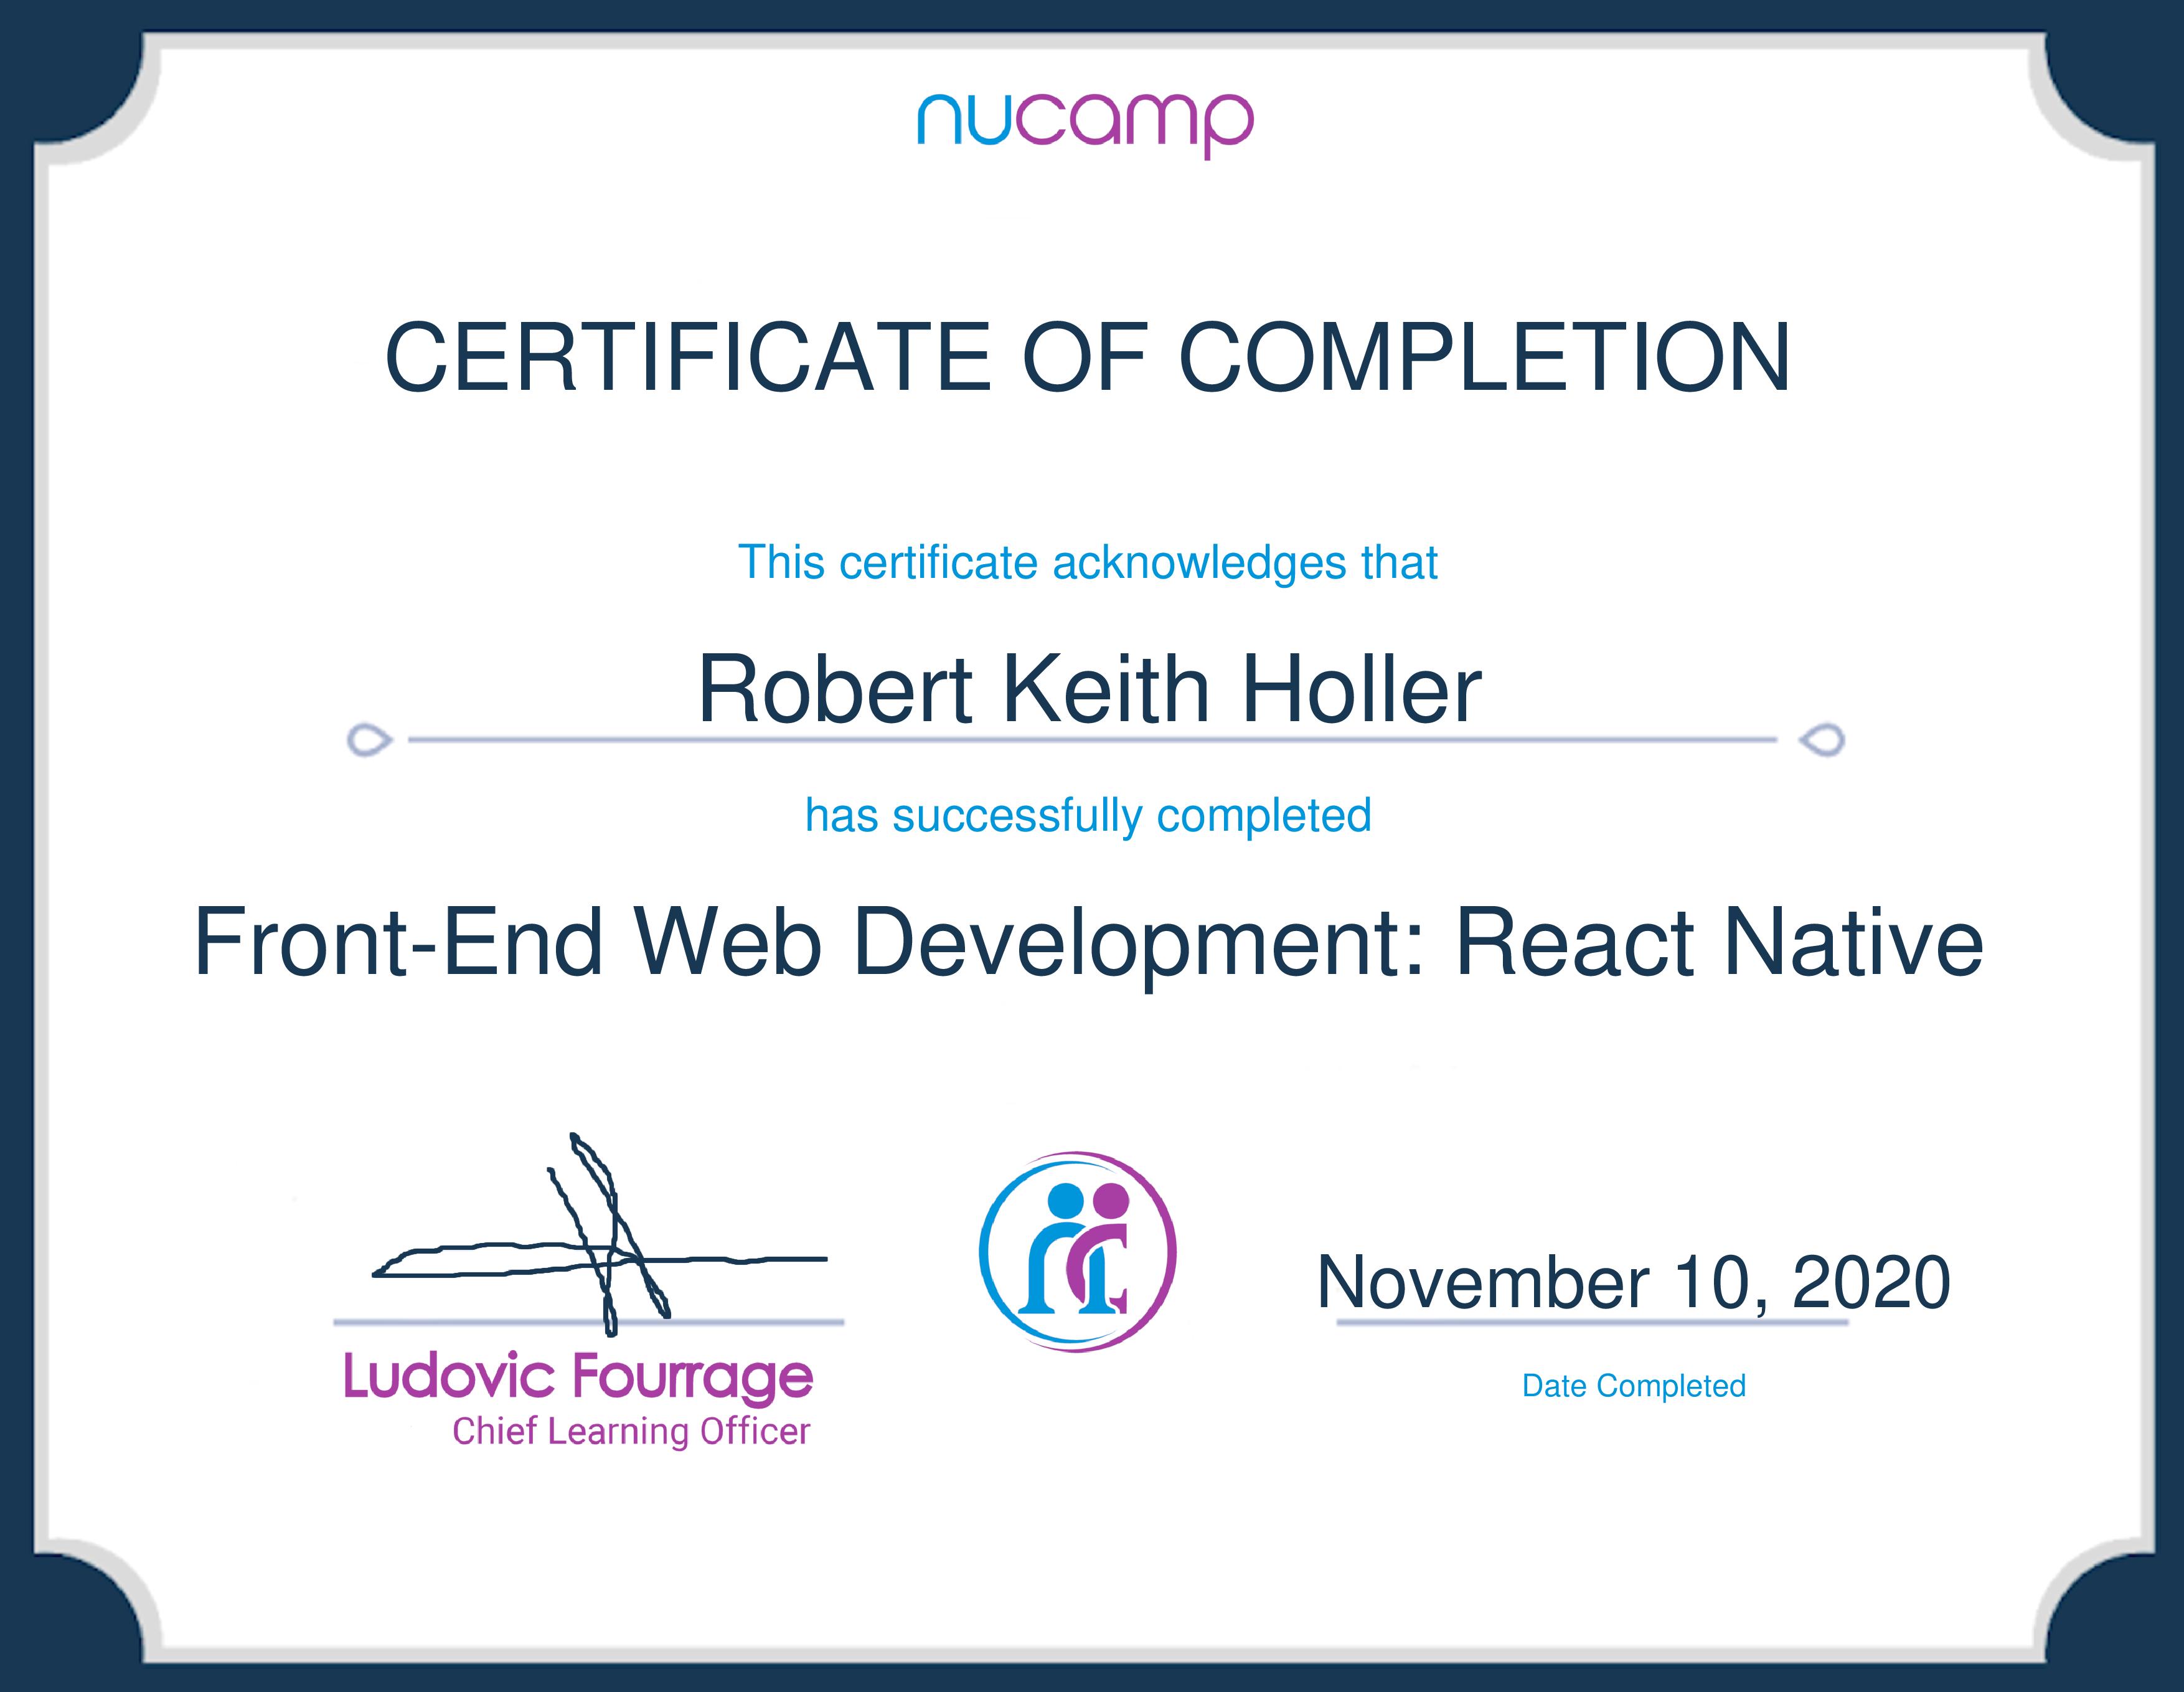 nucamp
CERTIFICATE OF COMPLETION
This certificate acknowledges that
Robert Keith Holler
has successfully completed
Front-End Web Development: React Native
November 10, 2020
Ludovic Fourrage
Date Completed
Chief Learning Officer